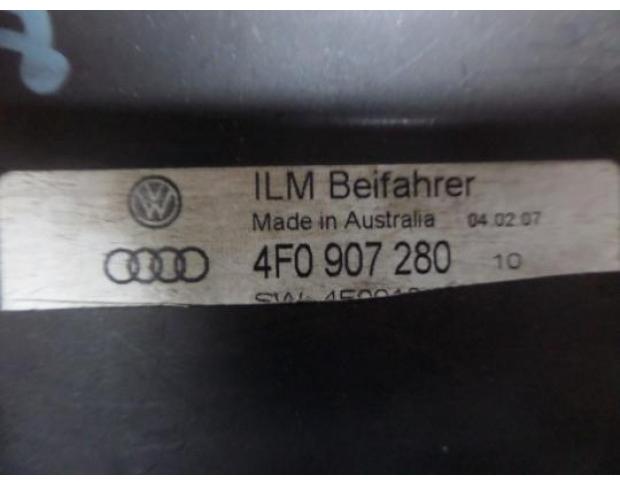 ILM Beifahrer
Made in Australia 04.02.07
4F0 907 280 10